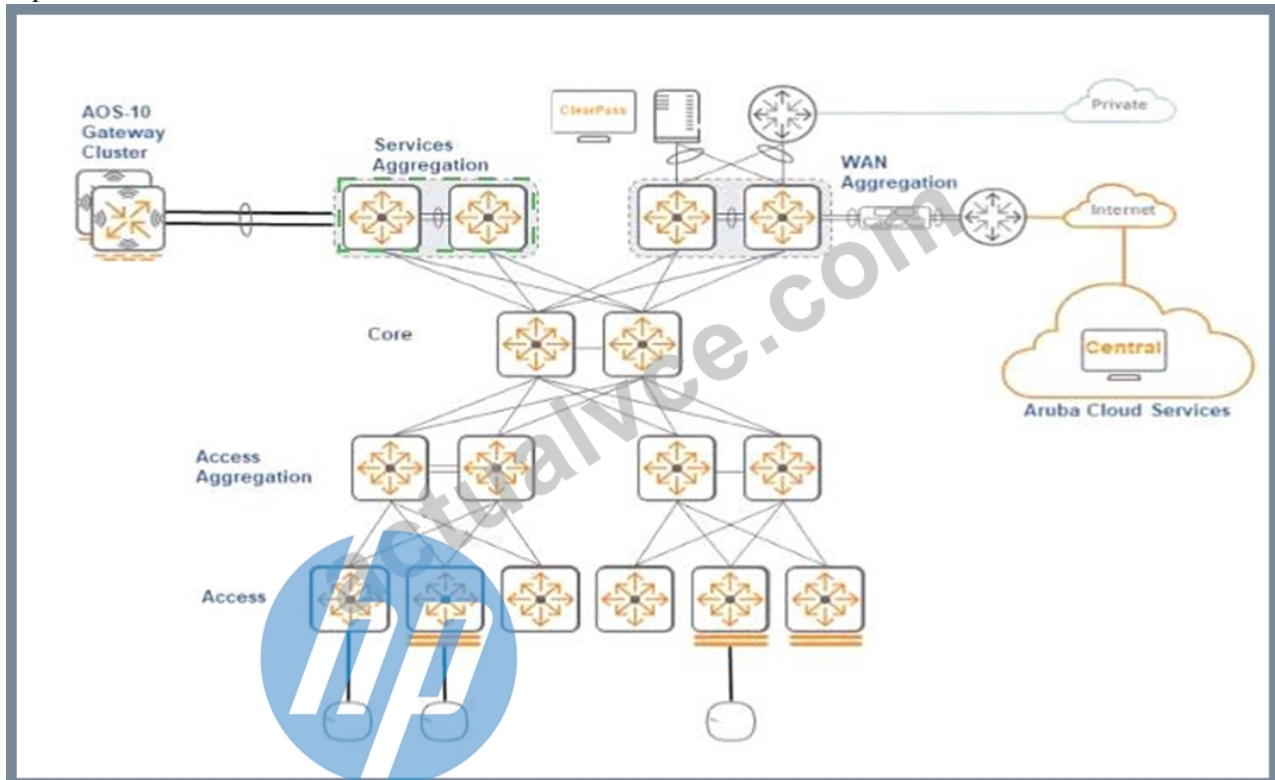 AOS-10
Gateway
Cluster
Services
Aggregation
ClearPass
Private
WAN
Aggregation
Internet
Core
Central
Aruba Cloud Services
Access
Aggregation
Access
hp
actualvce.com